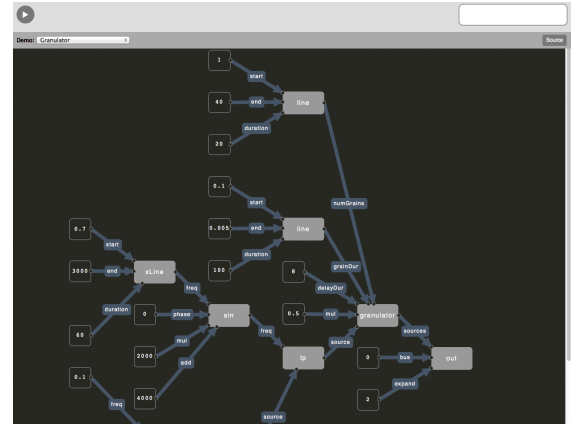 Demo: Granulator
Source
1
start
40
end
line
duration
20
numGrains
0.1
start
0.005
end
line
duration
100
grainDur
0.7
start
3000
end
xLine
duration
60
freq
8
delayDur
0.5
mul
granulator
0
phase
sin
mul
2000
add
4000
freq
source
ip
sources
0
bus
out
expand
2
0.1
freq
source